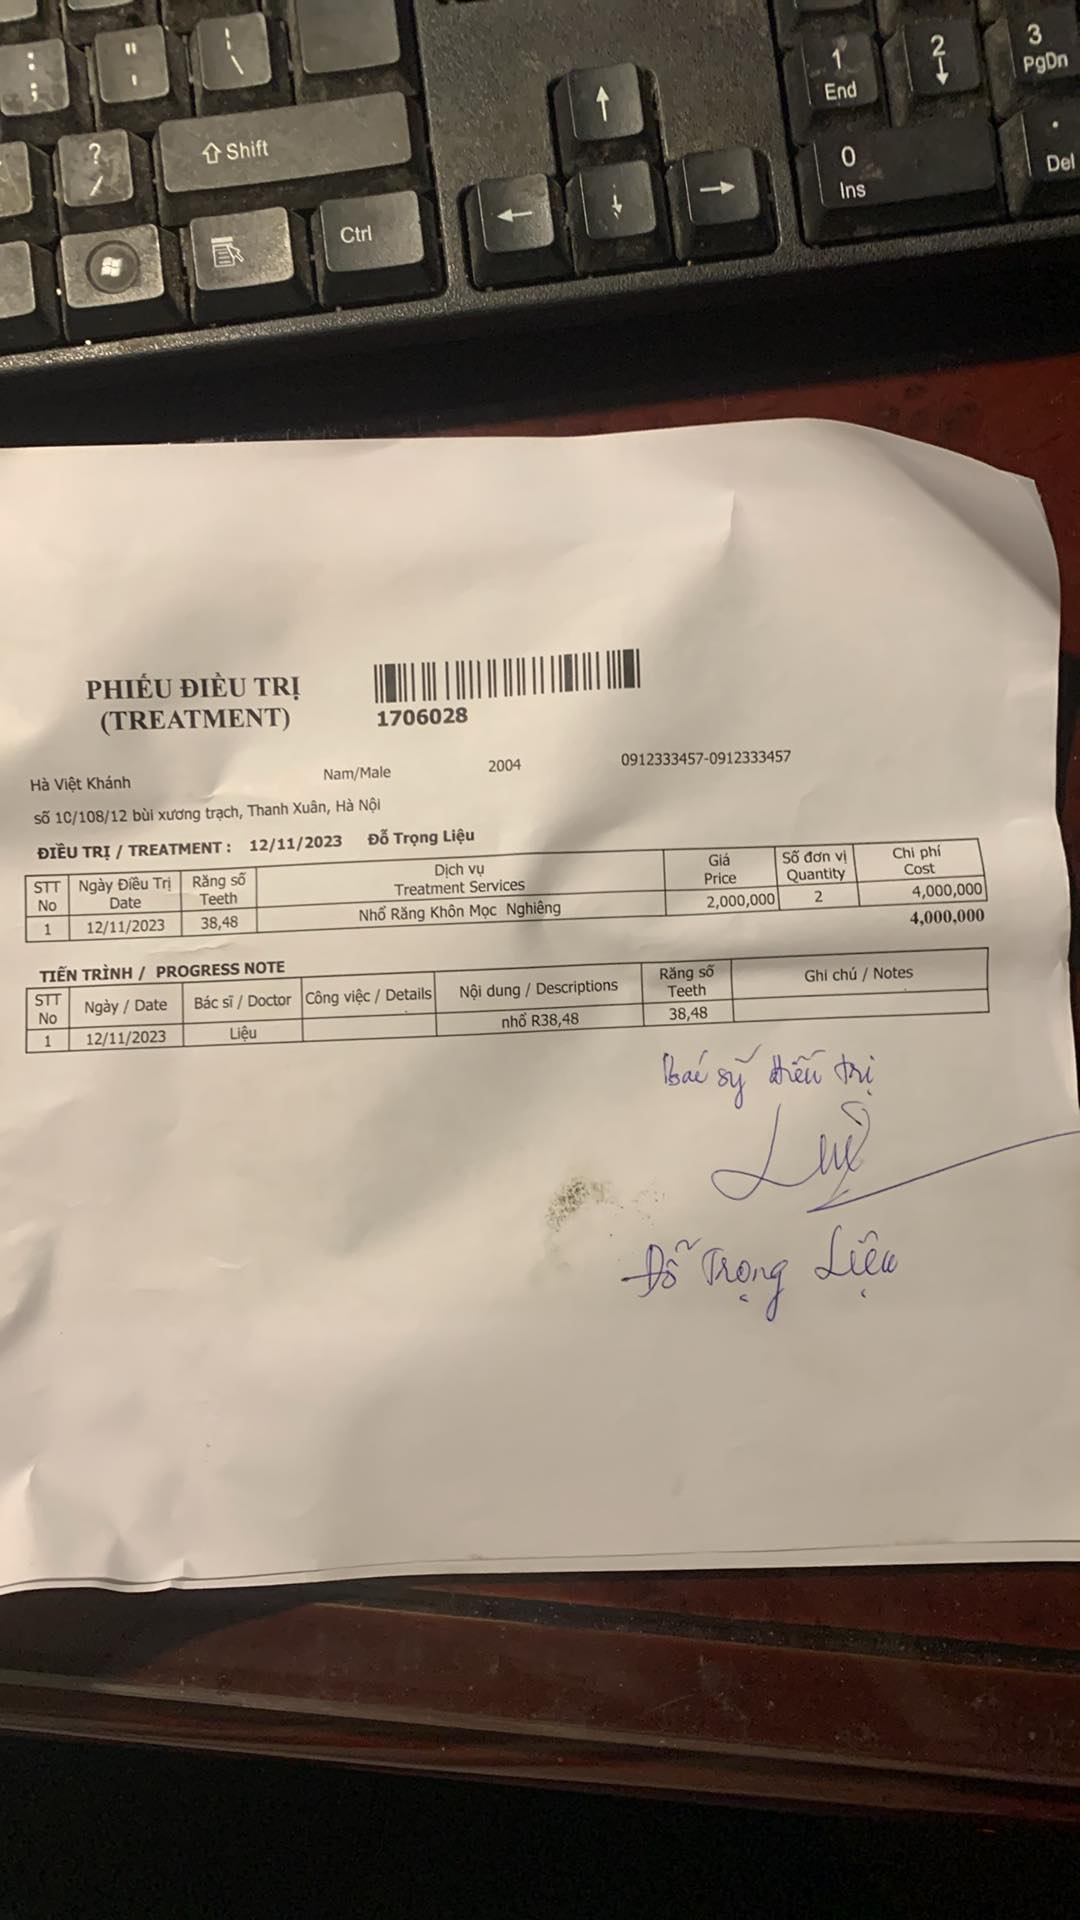 " 
: ; ' | \
⇧ Shift
? /
Ctrl
↑
← ↓ →
1 End
2 ↓
3 PgDn
0 Ins
. Del
PHIẾU ĐIỀU TRỊ
(TREATMENT)
1706028
Hà Việt Khánh Nam/Male 2004 0912333457-0912333457
số 10/108/12 bùi xương trạch, Thanh Xuân, Hà Nội
ĐIỀU TRỊ / TREATMENT : 12/11/2023 Đỗ Trọng Liệu
STT No Ngày Điều Trị Date Răng số Teeth Dịch vụ Treatment Services Giá Price Số đơn vị Quantity Chi phí Cost
1 12/11/2023 38,48 Nhổ Răng Khôn Mọc Nghiêng 2,000,000 2 4,000,000
4,000,000
TIẾN TRÌNH / PROGRESS NOTE
STT No Ngày / Date Bác sĩ / Doctor Công việc / Details Nội dung / Descriptions Răng số Teeth Ghi chú / Notes
1 12/11/2023 Liệu nhổ R38,48 38,48
Bác sỹ điều trị
Đỗ Trọng Liệu